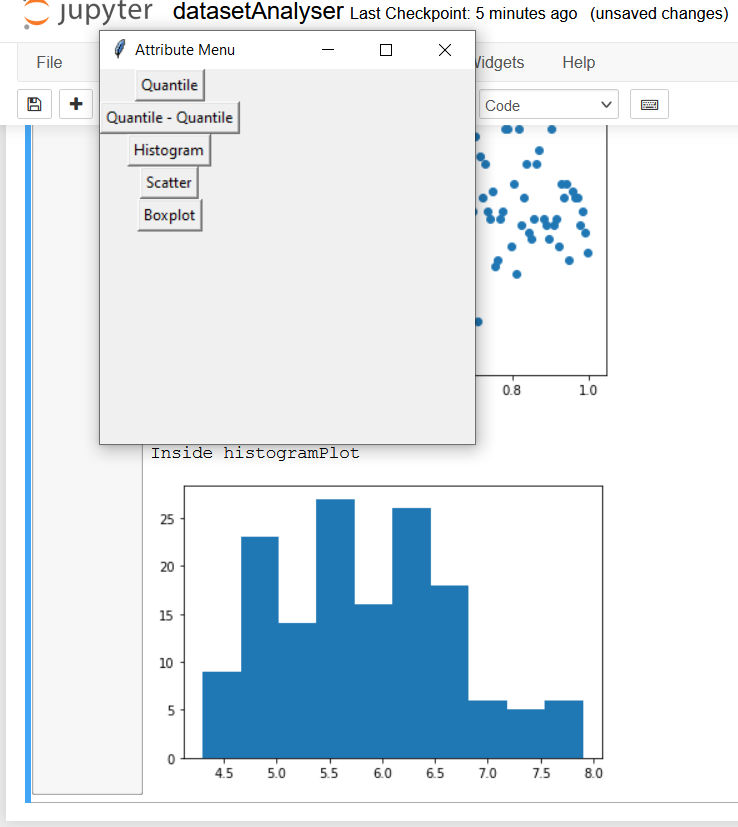 jupyter datasetAnalyser Last Checkpoint: 5 minutes ago (unsaved changes)
Attribute Menu
File
Widgets
Help
Quantile
Quantile - Quantile
Histogram
Scatter
Boxplot
Code
0.8 1.0
Inside histogramPlot
25
20
15
10
5
0
4.5 5.0 5.5 6.0 6.5 7.0 7.5 8.0